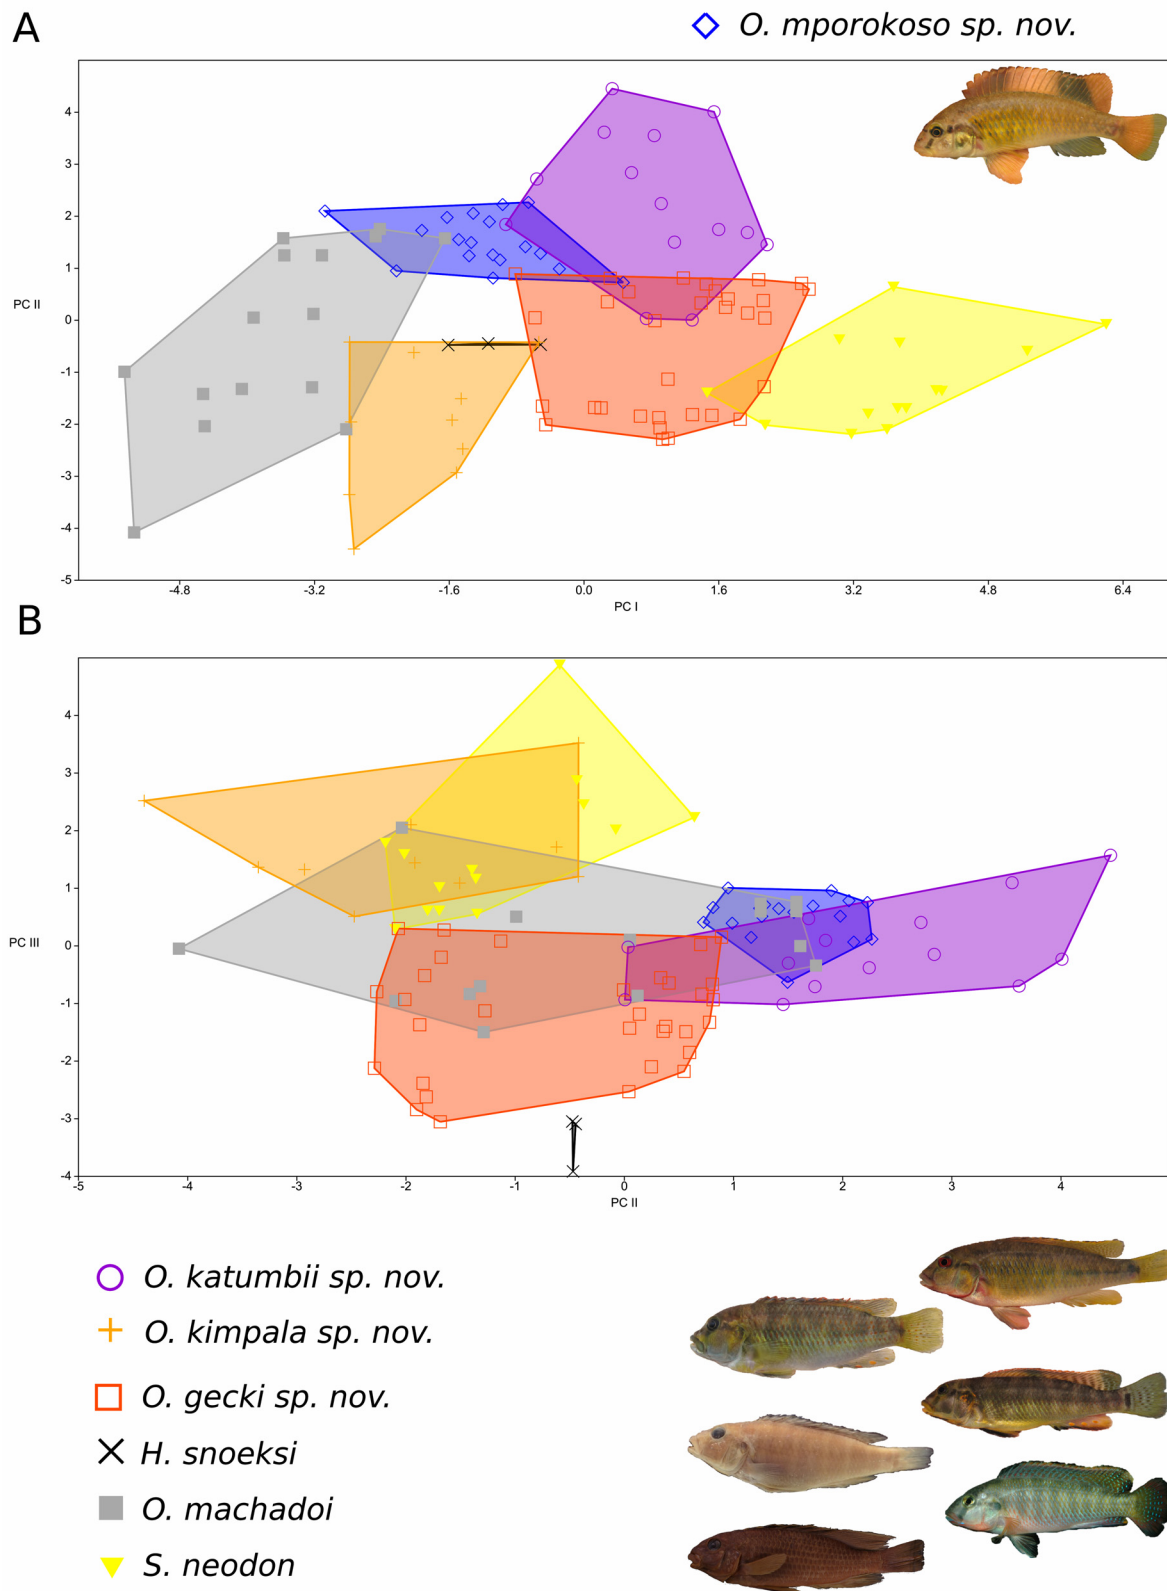 A
O. mporokoso sp. nov.
4
3
2
1
PC II
0
-1
-2
-3
-4
-5
-4.8 -3.2 -1.6 0.0 1.6 3.2 4.8 6.4
PC I
B
4
3
2
1
PC III
0
-1
-2
-3
-4
-5 -4 -3 -2 -1 0 1 2 3 4
PC II
O. katumbii sp. nov.
O. kimpala sp. nov.
O. gecki sp. nov.
H. snoeksi
O. machadoi
S. neodon